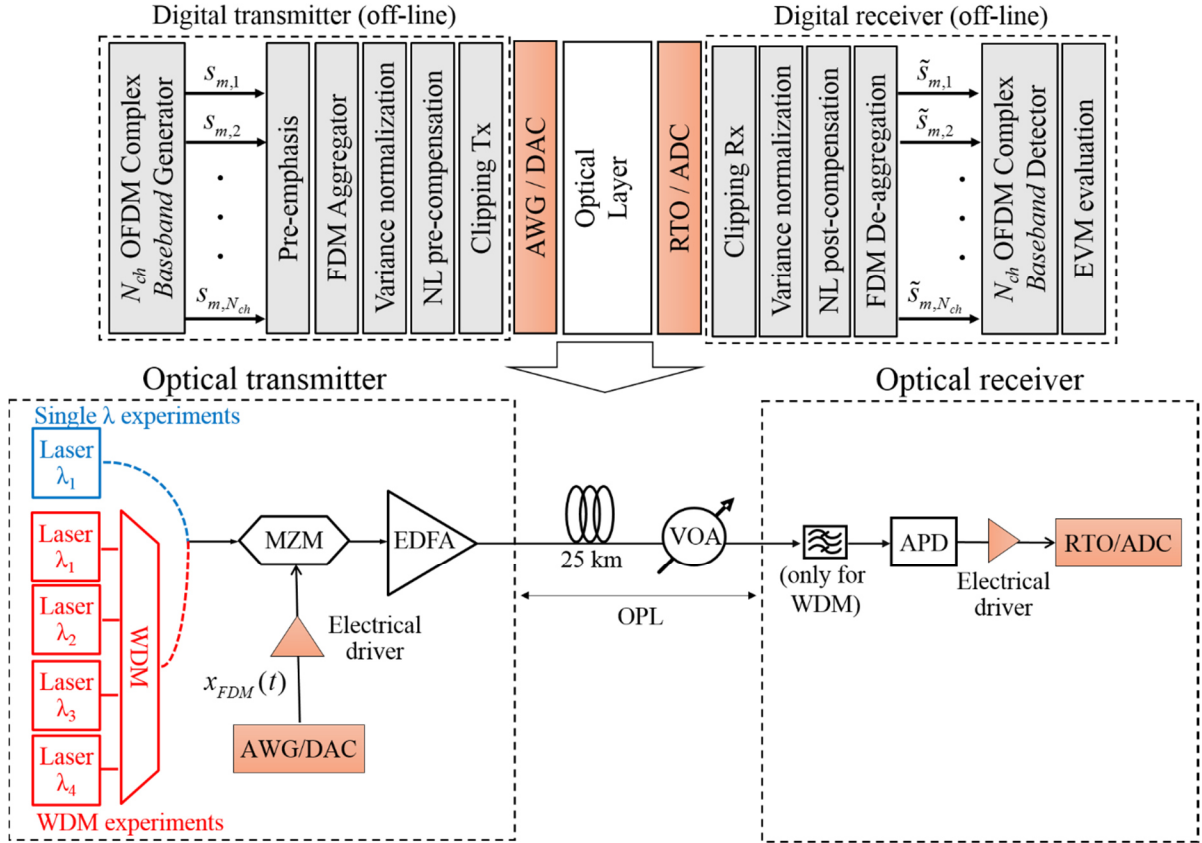 Digital transmitter (off-line)
Digital receiver (off-line)
N_ch OFDM Complex
Baseband Generator
s_m,1
s_m,2
s_m,N_ch
Pre-emphasis
FDM Aggregator
Variance normalization
NL pre-compensation
Clipping Tx
AWG / DAC
Optical
Layer
RTO / ADC
Clipping Rx
Variance normalization
NL post-compensation
FDM De-aggregation
s̃_m,1
s̃_m,2
s̃_m,N_ch
N_ch OFDM Complex
Baseband Detector
EVM evaluation
Optical transmitter
Optical receiver
Single λ experiments
Laser
λ1
Laser
λ1
Laser
λ2
Laser
λ3
Laser
λ4
WDM
WDM experiments
MZM
EDFA
Electrical
driver
x_FDM(t)
AWG/DAC
25 km
VOA
OPL
(only for
WDM)
APD
Electrical
driver
RTO/ADC